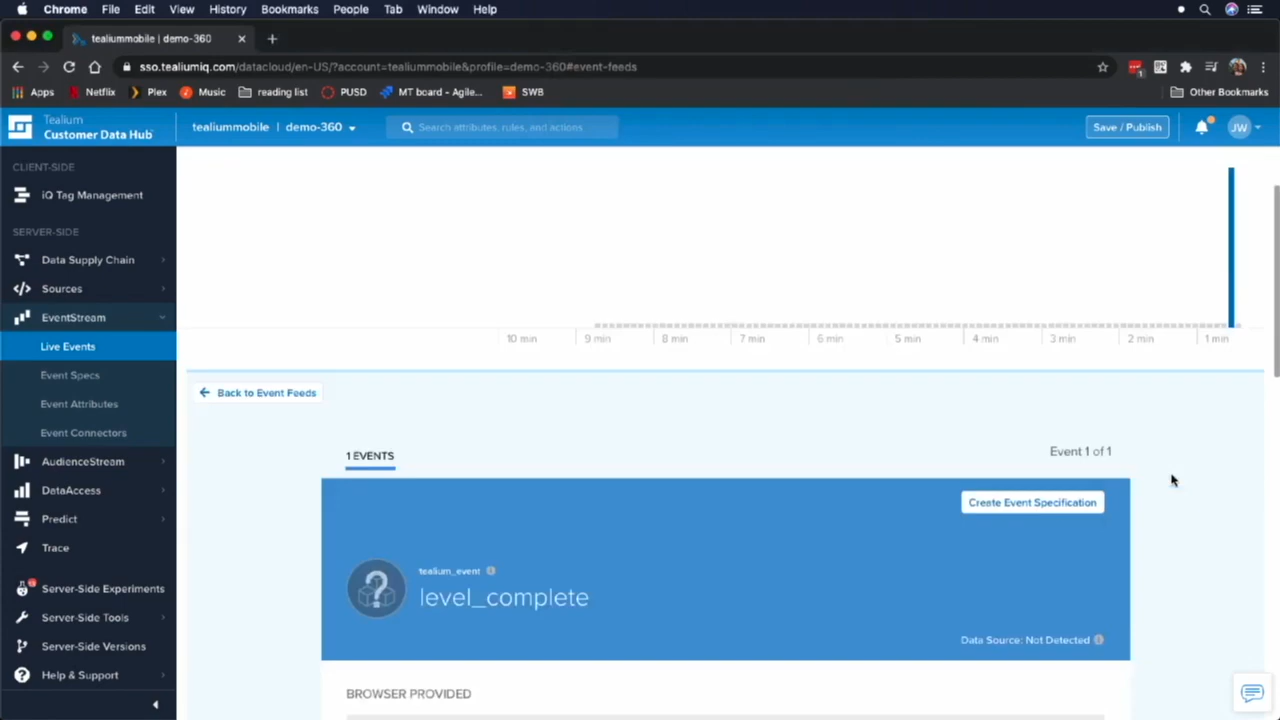 Chrome File Edit View History Bookmarks People Tab Window Help
tealiummobile | demo-360
sso.tealiumiq.com/datacloud/en-US/?account=tealiummobile&profile=demo-360#event-feeds
Apps Netflix Plex Music reading list PUSD MT board - Agile... SWB Other Bookmarks
Tealium
Customer Data Hub
tealiummobile | demo-360
Search attributes, rules, and actions
Save / Publish
JW
CLIENT-SIDE
iQ Tag Management
SERVER-SIDE
Data Supply Chain
Sources
EventStream
Live Events
Event Specs
Event Attributes
Event Connectors
AudienceStream
DataAccess
Predict
Trace
Server-Side Experiments
Server-Side Tools
Server-Side Versions
Help & Support
10 min 9 min 8 min 7 min 6 min 5 min 4 min 3 min 2 min 1 min
Back to Event Feeds
1 EVENTS
Event 1 of 1
Create Event Specification
tealium_event
level_complete
Data Source: Not Detected
BROWSER PROVIDED